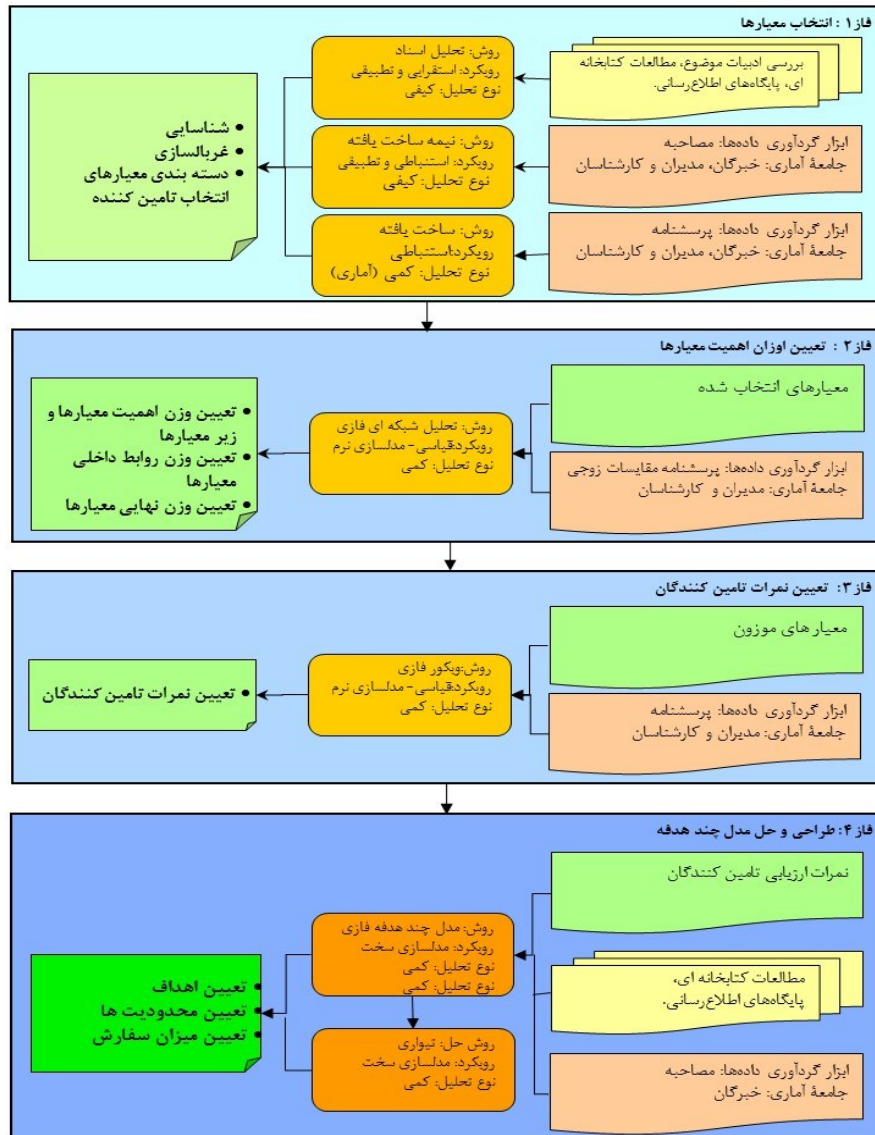 فاز ۱ : انتخاب معیارها
بررسی ادبیات موضوع، مطالعات کتابخانه
ای، پایگاه‌های اطلاع‌رسانی.
روش: تحلیل اسناد
رویکرد: استقرایی و تطبیقی
نوع تحلیل: کیفی
ابزار گردآوری داده‌ها: مصاحبه
جامعۀ آماری: خبرگان، مدیران و کارشناسان
روش: نیمه ساخت یافته
رویکرد: استنباطی و تطبیقی
نوع تحلیل: کیفی
ابزار گردآوری داده‌ها: پرسشنامه
جامعۀ آماری: خبرگان، مدیران و کارشناسان
روش: ساخت یافته
رویکرد:استنباطی
نوع تحلیل: کمی (آماری)
• شناسایی
• غربالسازی
• دسته بندی معیارهای
انتخاب تامین کننده
فاز ۲ : تعیین اوزان اهمیت معیارها
معیارهای انتخاب شده
ابزار گردآوری داده‌ها: پرسشنامه مقایسات زوجی
جامعۀ آماری: مدیران و کارشناسان
روش: تحلیل شبکه ای فازی
رویکرد:قیاسی- مدلسازی نرم
نوع تحلیل: کمی
• تعیین وزن اهمیت معیارها و
زیر معیارها
• تعیین وزن روابط داخلی
معیارها
• تعیین وزن نهایی معیارها
فاز ۳: تعیین نمرات تامین کنندگان
معیارهای موزون
ابزار گردآوری داده‌ها: پرسشنامه
جامعۀ آماری: مدیران و کارشناسان
روش:ویکور فازی
رویکرد:قیاسی- مدلسازی نرم
نوع تحلیل: کمی
• تعیین نمرات تامین کنندگان
فاز ۴: طراحی و حل مدل چند هدفه
نمرات ارزیابی تامین کنندگان
مطالعات کتابخانه ای،
پایگاه‌های اطلاع‌رسانی.
ابزار گردآوری داده‌ها: مصاحبه
جامعۀ آماری: خبرگان
روش: مدل چند هدفه فازی
رویکرد: مدلسازی سخت
نوع تحلیل: کمی
نوع تحلیل: کمی
روش حل: تیواری
رویکرد: مدلسازی سخت
نوع تحلیل: کمی
• تعیین اهداف
• تعیین محدودیت ها
• تعیین میزان سفارش